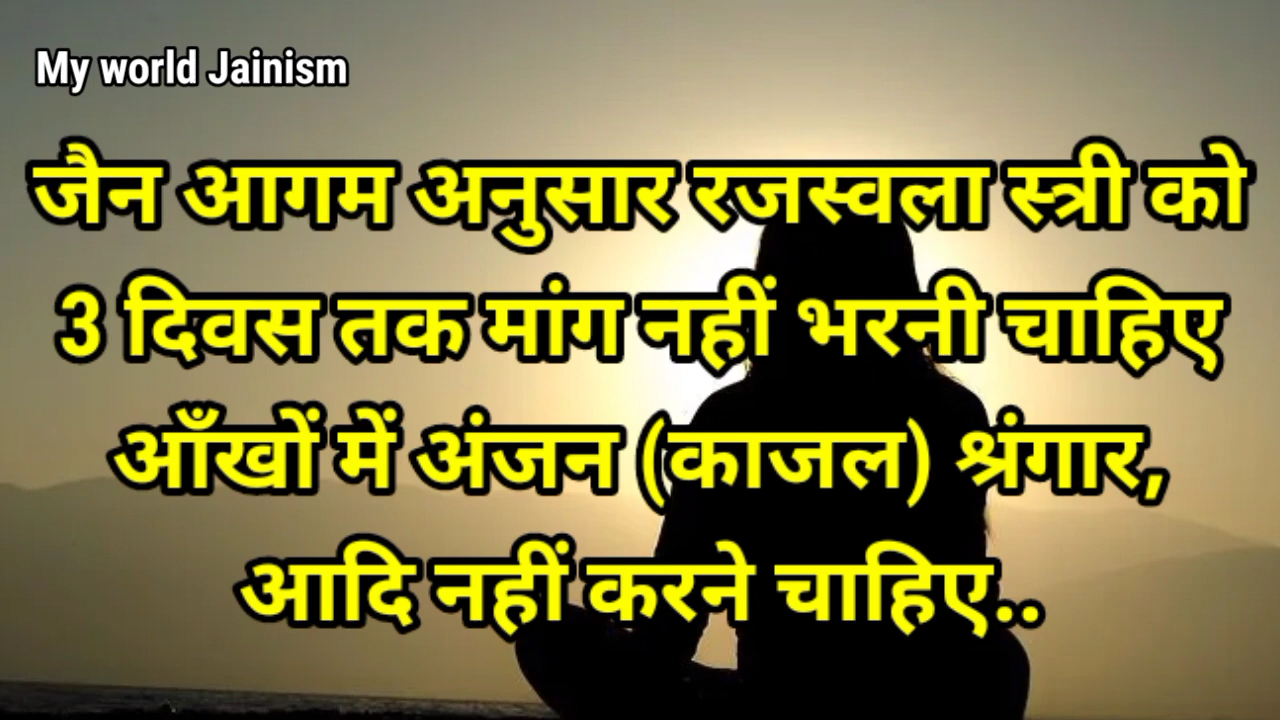 My world Jainism
जैन आगम अनुसार रजस्वला स्त्री को
3 दिवस तक मांग नहीं भरनी चाहिए
आँखों में अंजन (काजल) श्रंगार,
आदि नहीं करने चाहिए..